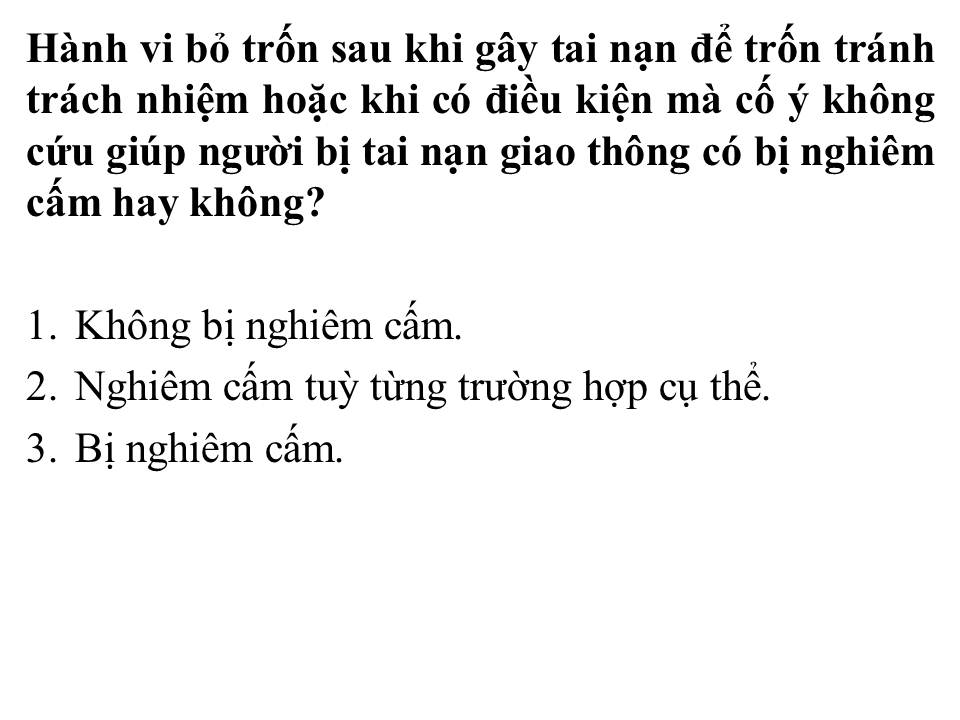 Hành vi bỏ trốn sau khi gây tai nạn để trốn tránh
trách nhiệm hoặc khi có điều kiện mà cố ý không
cứu giúp người bị tai nạn giao thông có bị nghiêm
cấm hay không?
1. Không bị nghiêm cấm.
2. Nghiêm cấm tuỳ từng trường hợp cụ thể.
3. Bị nghiêm cấm.